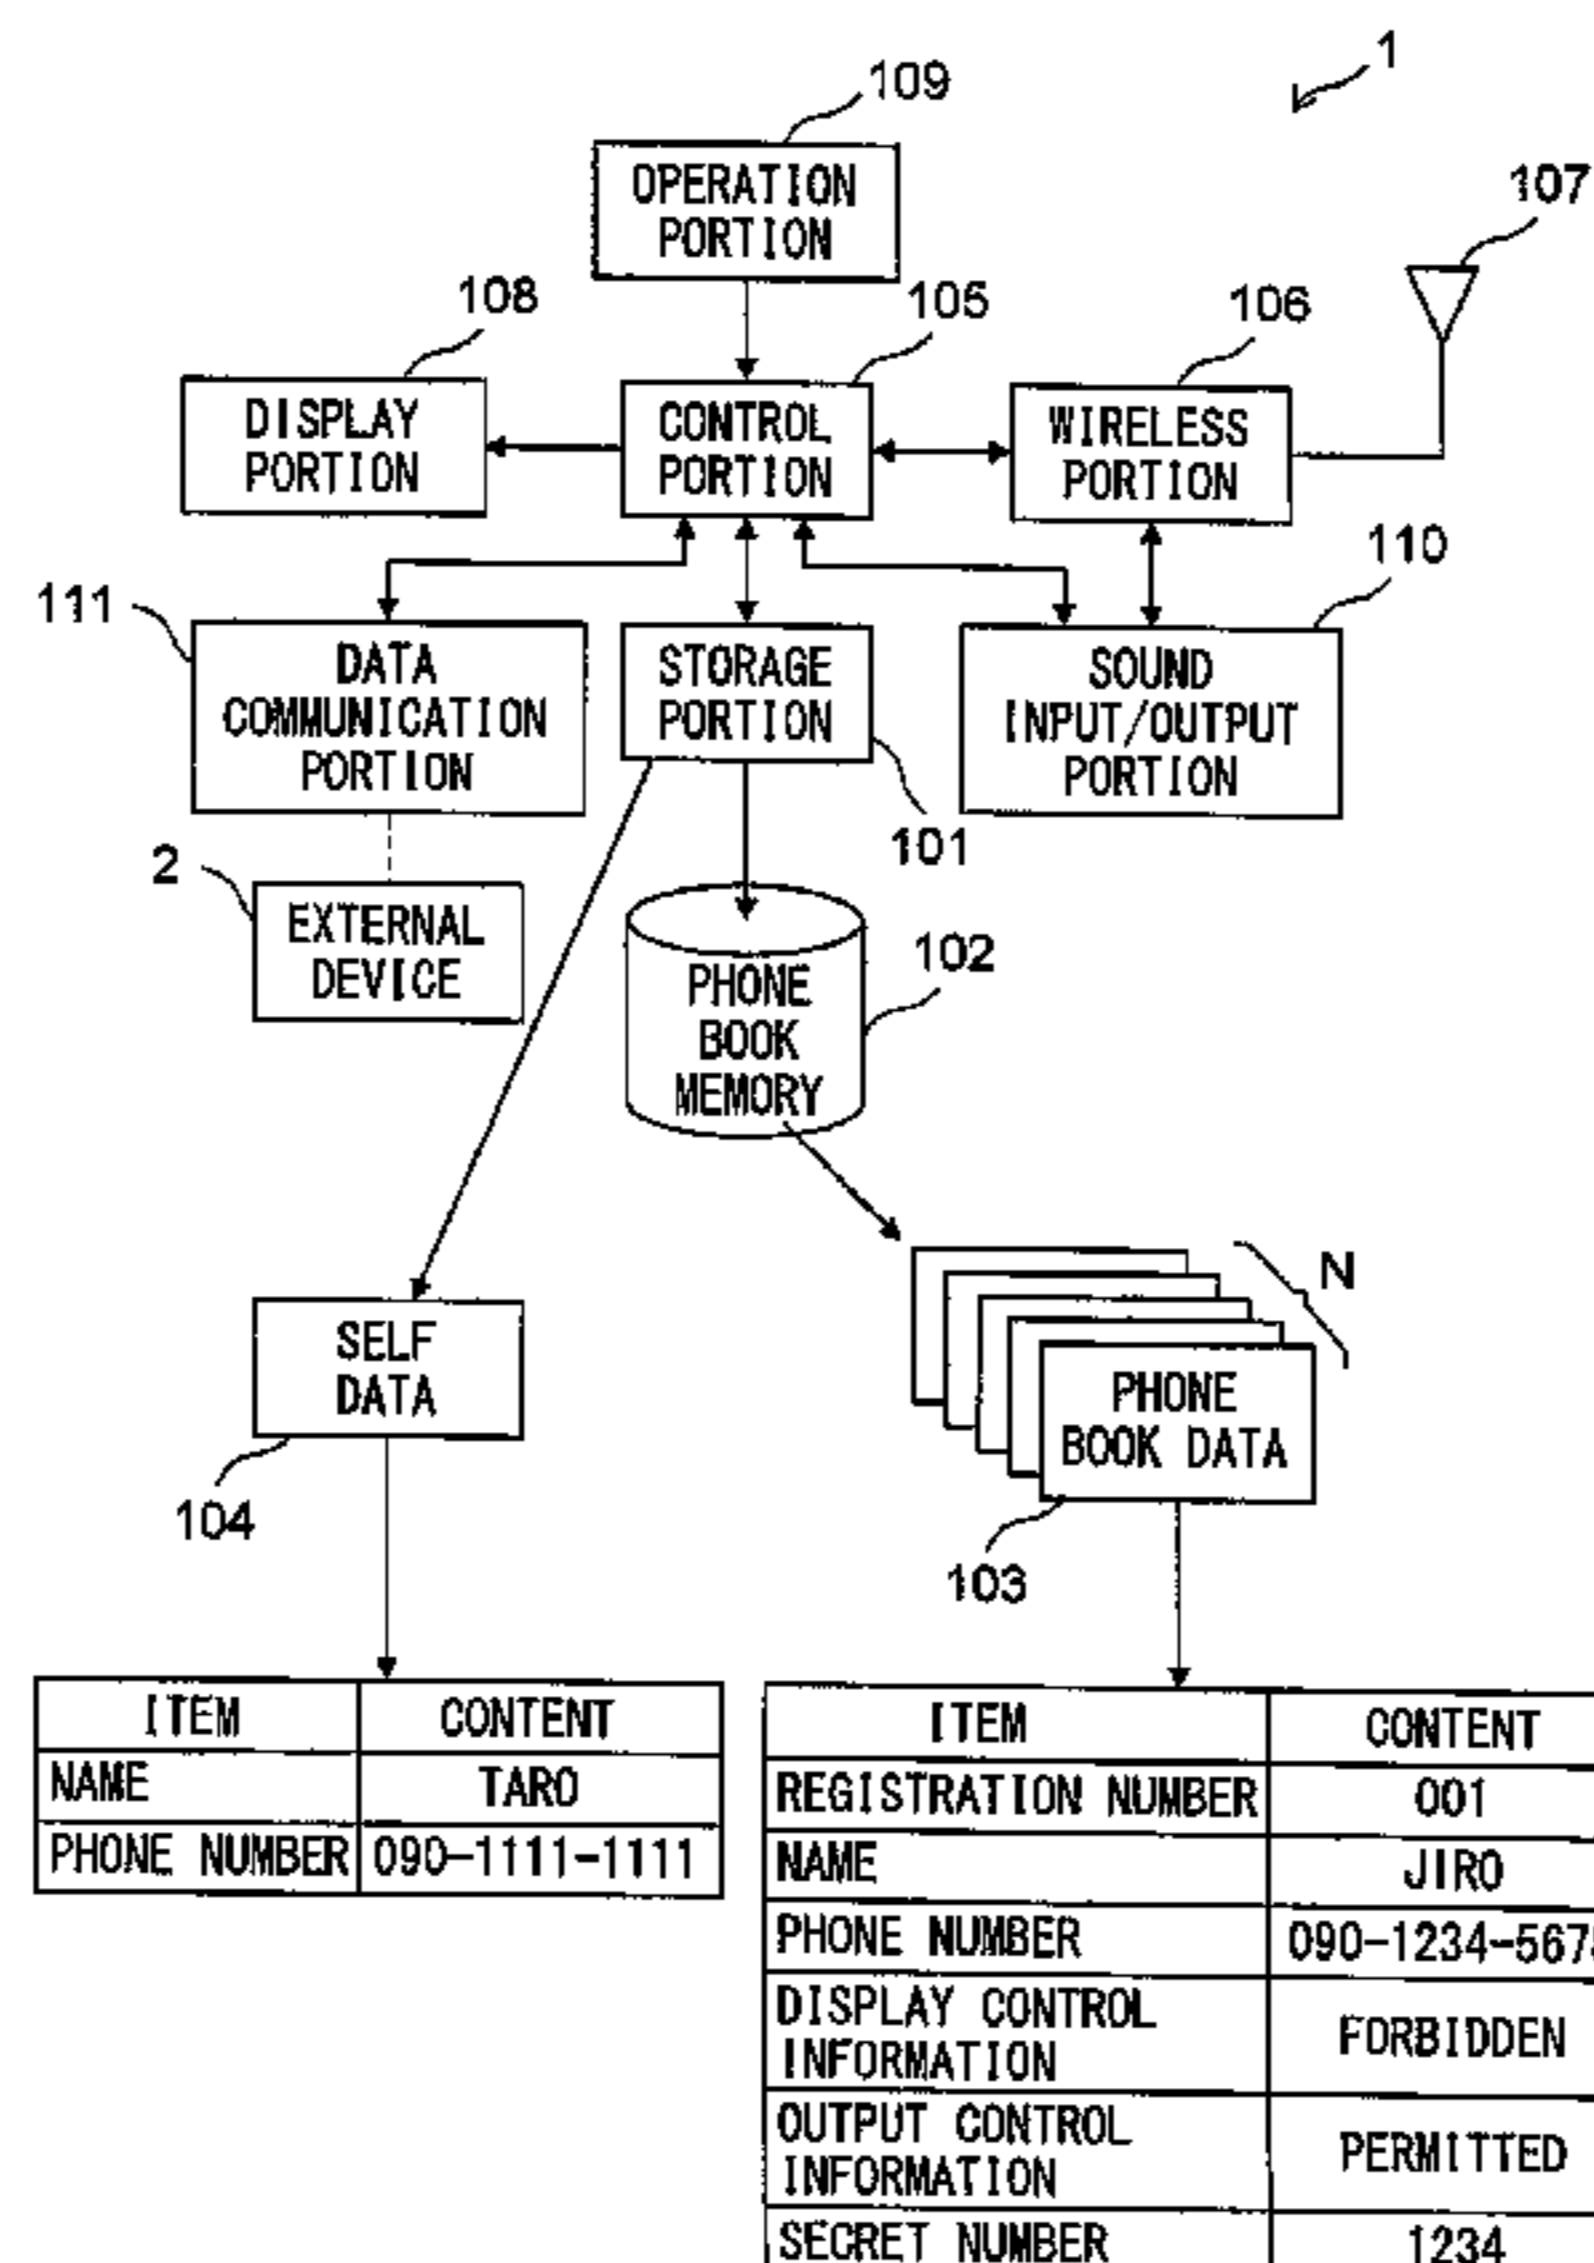 1
109
OPERATION
PORTION
107
108
105
106
DISPLAY
PORTION
CONTROL
PORTION
WIRELESS
PORTION
110
111
DATA
COMMUNICATION
PORTION
STORAGE
PORTION
SOUND
INPUT/OUTPUT
PORTION
101
2
EXTERNAL
DEVICE
102
PHONE
BOOK
MEMORY
N
SELF
DATA
PHONE
BOOK DATA
104
103
ITEM CONTENT
NAME TARO
PHONE NUMBER 090-1111-1111
ITEM CONTENT
REGISTRATION NUMBER 001
NAME JIRO
PHONE NUMBER 090-1234-567
DISPLAY CONTROL
INFORMATION
FORBIDDEN
OUTPUT CONTROL
INFORMATION
PERMITTED
SECRET NUMBER 1234